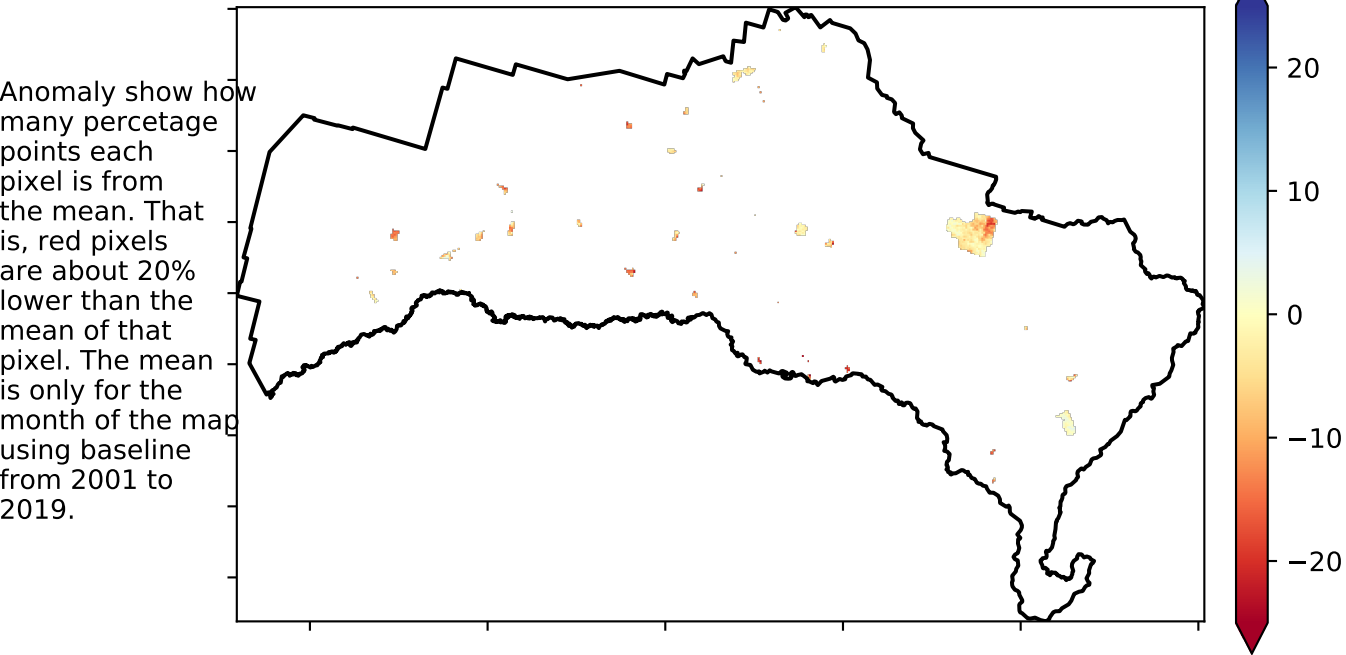 Anomaly show how
many percetage
points each
pixel is from
the mean. That
is, red pixels
are about 20%
lower than the
mean of that
pixel. The mean
is only for the
month of the map
using baseline
from 2001 to
2019.
20
10
0
−10
−20